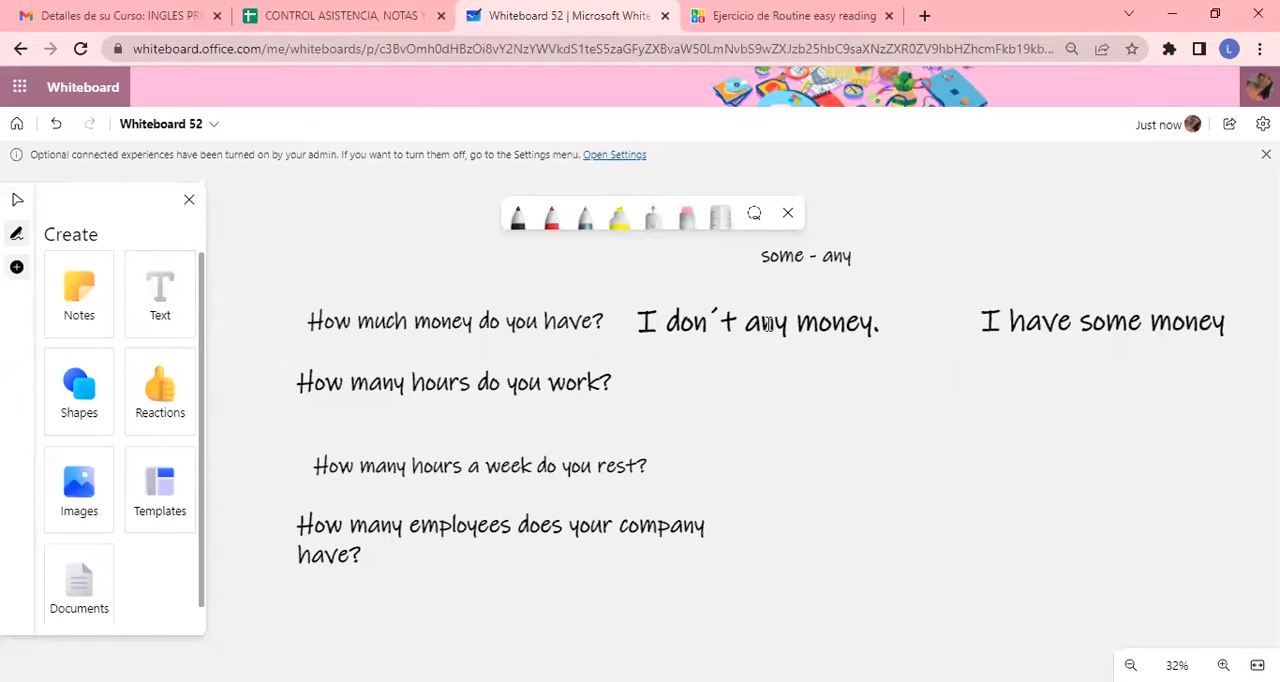 Detalles de su Curso: INGLES PRE
CONTROL ASISTENCIA, NOTAS Y
Whiteboard 52 | Microsoft White
Ejercicio de Routine easy reading
Whiteboard
Whiteboard 52
Just now
Optional connected experiences have been turned on by your admin. If you want to turn them off, go to the Settings menu. Open Settings
Create
Notes
Text
Shapes
Reactions
Images
Templates
Documents
some - any
How much money do you have?
I don´t any money.
I have some money
How many hours do you work?
How many hours a week do you rest?
How many employees does your company
have?
32%